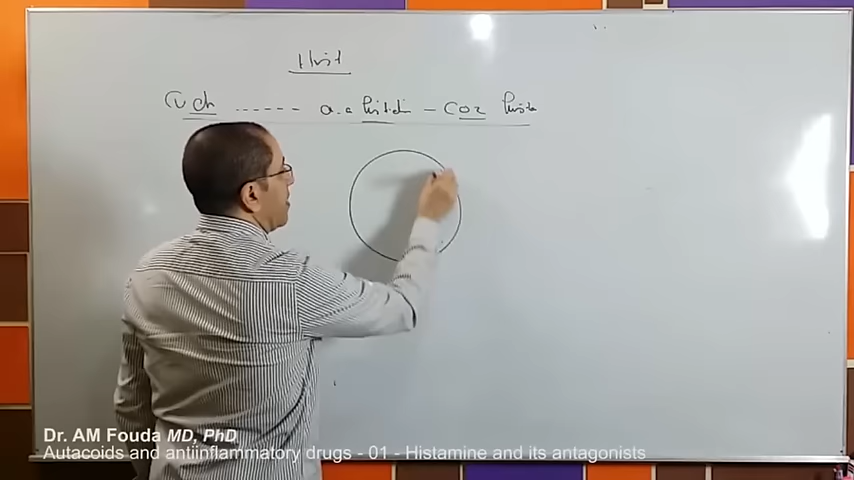 Hist
ch ------ a.a histid - CO2 hista
Dr. AM Fouda MD, PhD
Autacoids and antiinflammatory drugs - 01 - Histamine and its antagonists